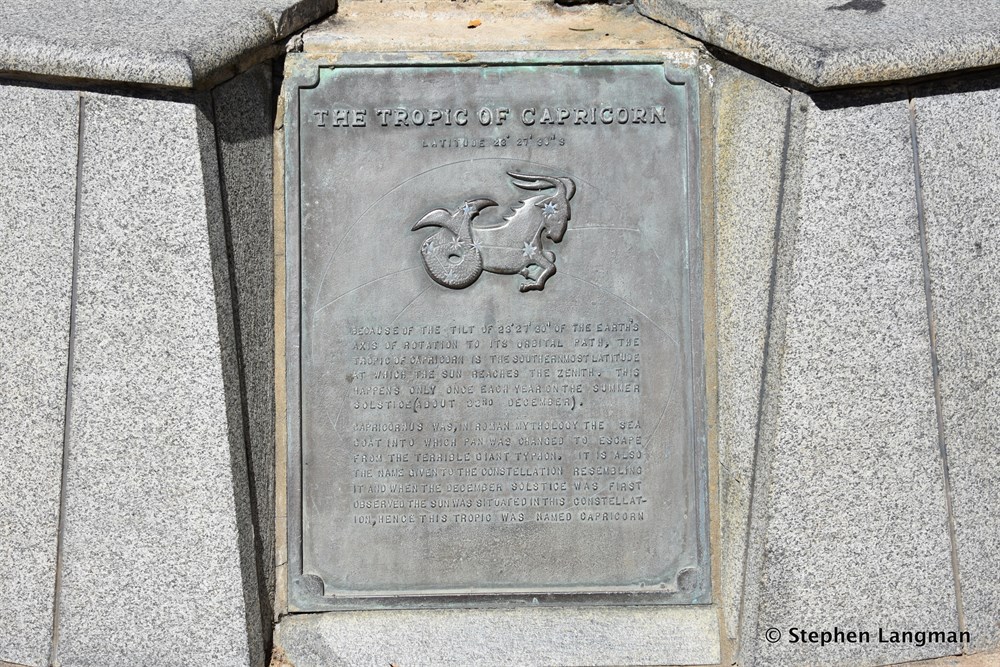 THE TROPIC OF CAPRICORN
LATITUDE 23° 27' 30" S
BECAUSE OF THE TILT OF 23° 27' 30" OF THE EARTH'S
AXIS OF ROTATION TO ITS ORBITAL PATH, THE
TROPIC OF CAPRICORN IS THE SOUTHERNMOST LATITUDE
AT WHICH THE SUN REACHES THE ZENITH. THIS
HAPPENS ONLY ONCE EACH YEAR ON THE SUMMER
SOLSTICE (ABOUT 22ND DECEMBER).
CAPRICORNUS WAS, IN ROMAN MYTHOLOGY THE SEA
GOAT INTO WHICH PAN WAS CHANGED TO ESCAPE
FROM THE TERRIBLE GIANT TYPHON. IT IS ALSO
THE NAME GIVEN TO THE CONSTELLATION RESEMBLING
IT AND WHEN THE DECEMBER SOLSTICE WAS FIRST
OBSERVED THE SUN WAS SITUATED IN THIS CONSTELLAT-
ION, HENCE THIS TROPIC WAS NAMED CAPRICORN
© Stephen Langman